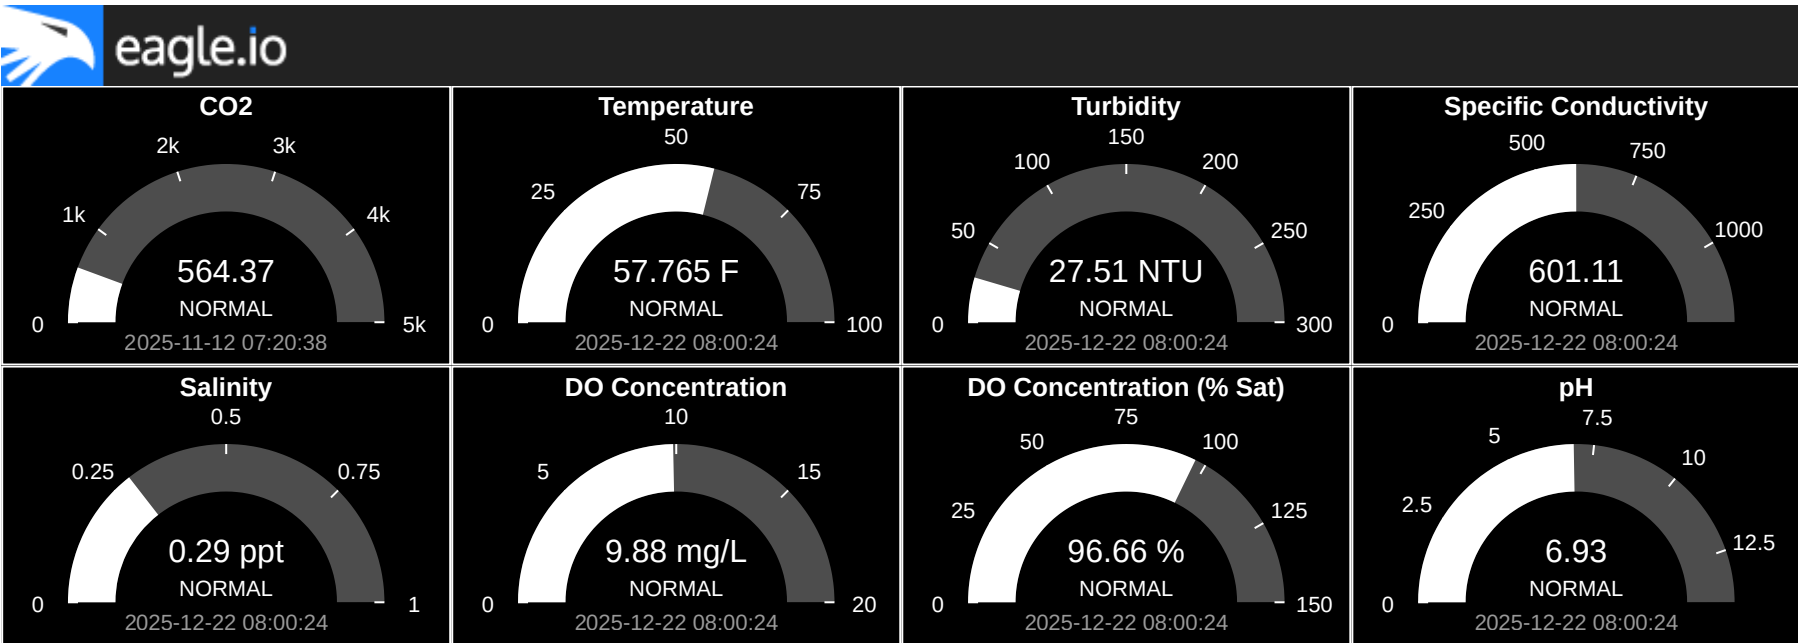 eagle.io
CO2
0
1k
2k
3k
4k
5k
564.37
NORMAL
2025-11-12 07:20:38
Temperature
0
25
50
75
100
57.765 F
NORMAL
2025-12-22 08:00:24
Turbidity
0
50
100
150
200
250
300
27.51 NTU
NORMAL
2025-12-22 08:00:24
Specific Conductivity
0
250
500
750
1000
601.11
NORMAL
2025-12-22 08:00:24
Salinity
0
0.25
0.5
0.75
1
0.29 ppt
NORMAL
2025-12-22 08:00:24
DO Concentration
0
5
10
15
20
9.88 mg/L
NORMAL
2025-12-22 08:00:24
DO Concentration (% Sat)
0
25
50
75
100
125
150
96.66 %
NORMAL
2025-12-22 08:00:24
pH
0
2.5
5
7.5
10
12.5
6.93
NORMAL
2025-12-22 08:00:24